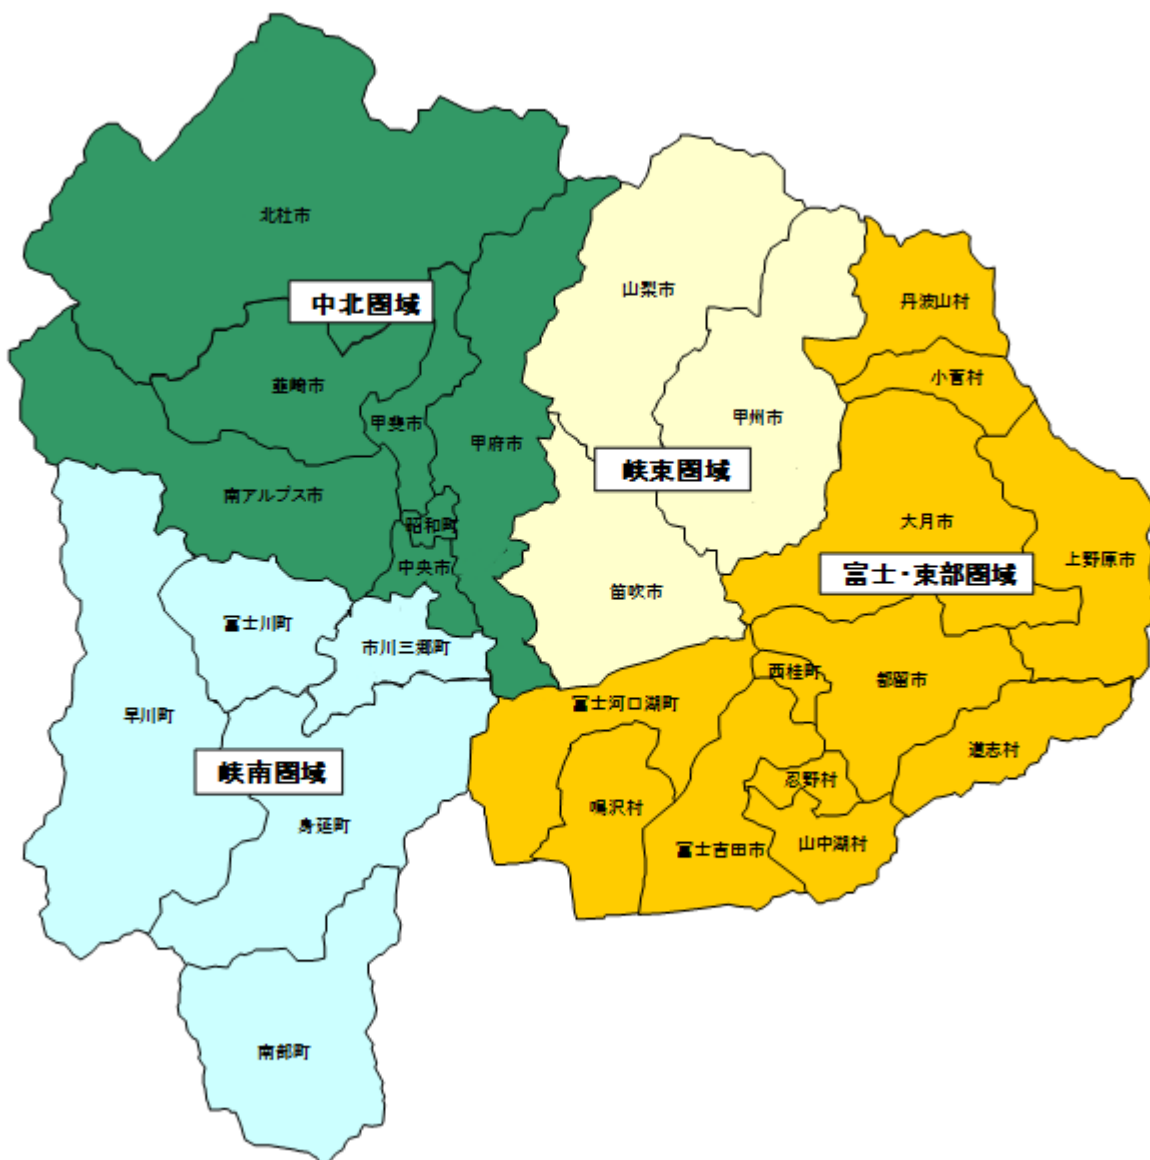 北杜市
山梨市
丹波山村
中北圏域
小菅村
韮崎市
甲州市
甲斐市
甲府市
峡東圏域
南アルプス市
大月市
昭和町
上野原市
中央市
富士・東部圏域
笛吹市
富士川町
市川三郷町
西桂町
都留市
富士河口湖町
早川町
道志村
峡南圏域
忍野村
鳴沢村
身延町
山中湖村
富士吉田市
南部町